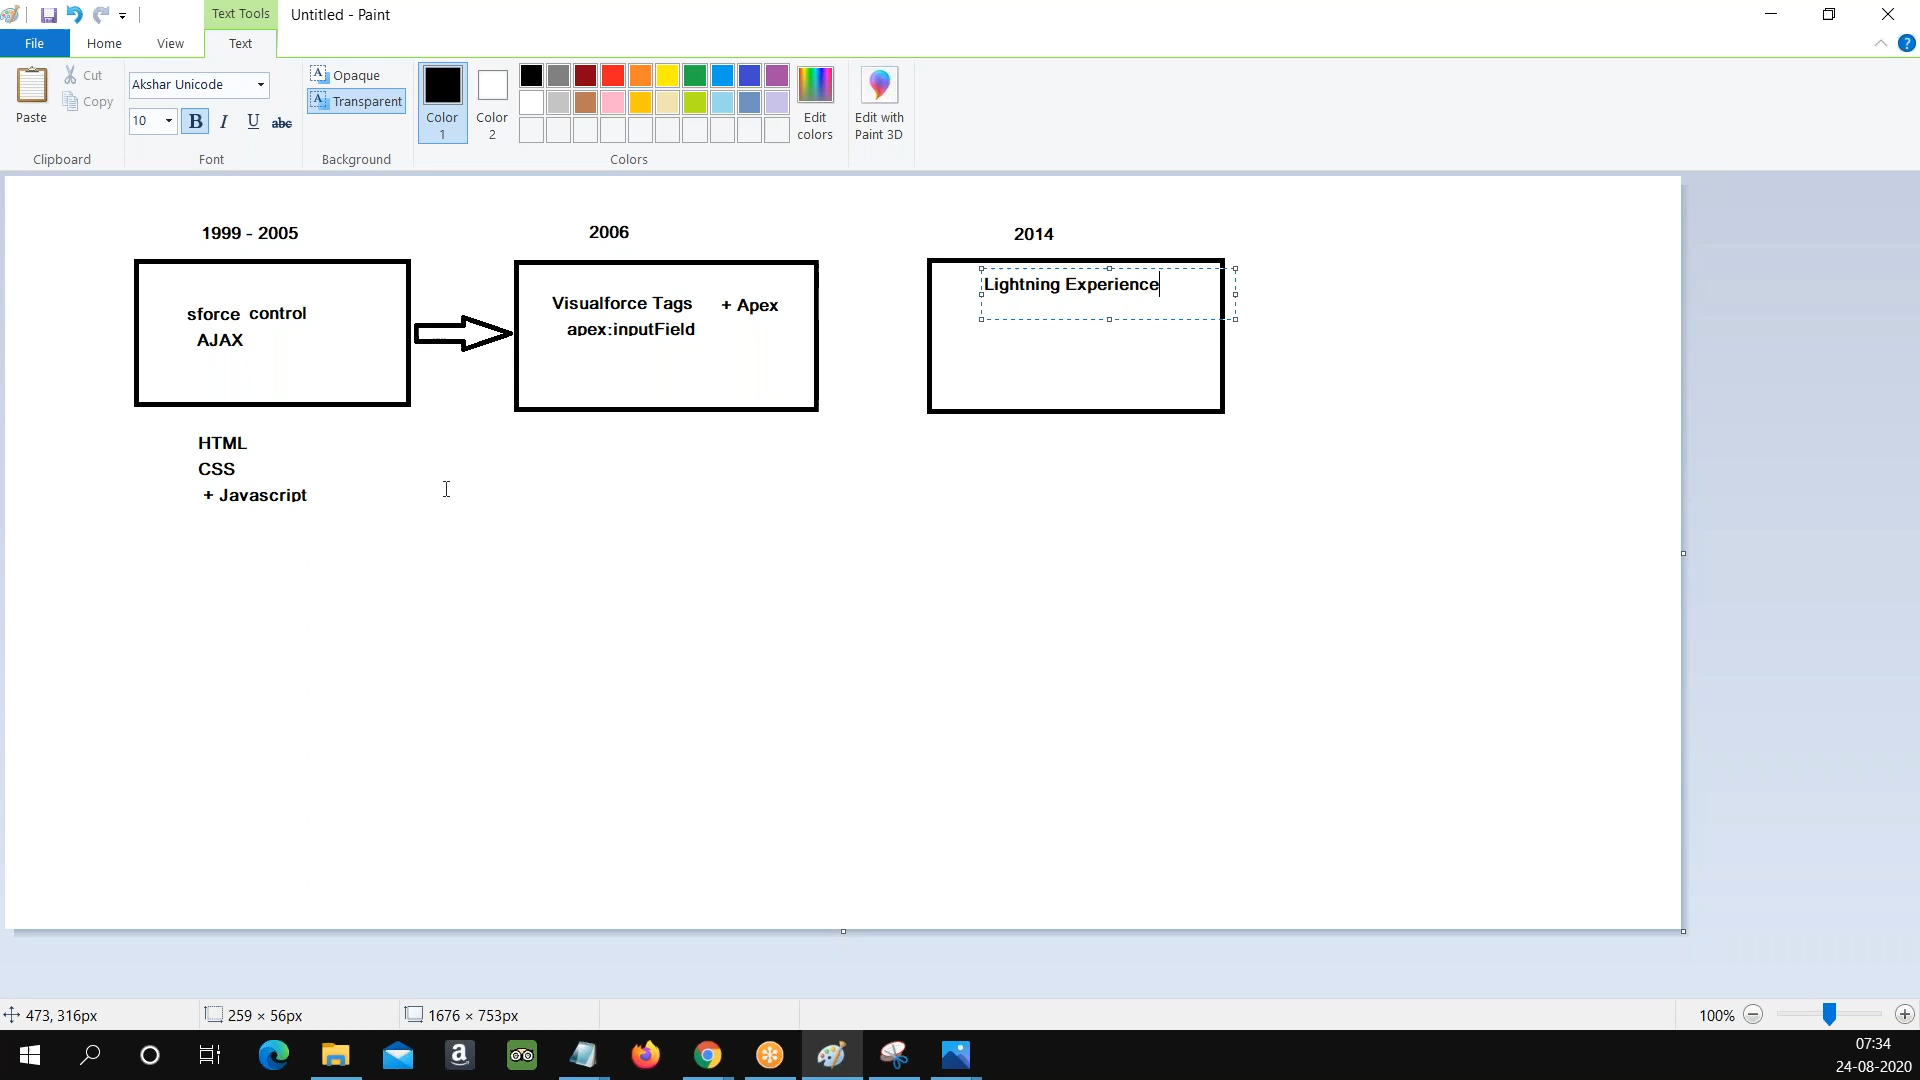 Text Tools
Untitled - Paint
File
Home
View
Text
Paste
Cut
Copy
Clipboard
Akshar Unicode
10
B I U abc
Font
Opaque
Transparent
Background
Color 1
Color 2
Edit colors
Colors
Edit with Paint 3D
1999 - 2005
2006
2014
sforce control
AJAX
Visualforce Tags + Apex
apex:inputField
Lightning Experience
HTML
CSS
+ Javascript
473, 316px
259 × 56px
1676 × 753px
100%
07:34
24-08-2020